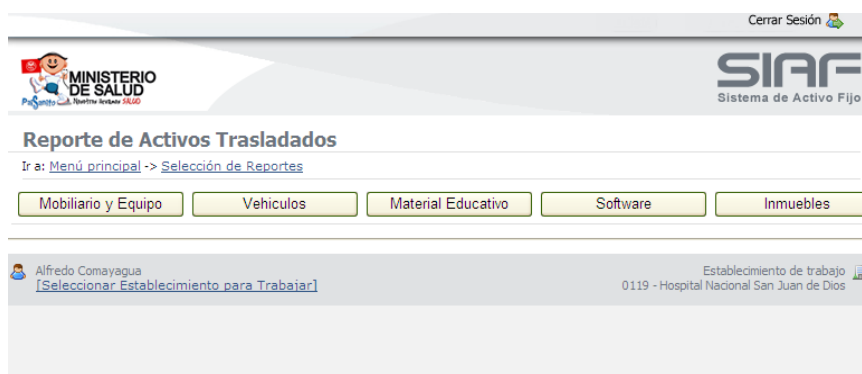 Cerrar Sesión
MINISTERIO
DE SALUD
SIAF
Sistema de Activo Fijo
Reporte de Activos Trasladados
Ir a: Menú principal -> Selección de Reportes
Mobiliario y Equipo
Vehiculos
Material Educativo
Software
Inmuebles
Alfredo Comayagua
[Seleccionar Establecimiento para Trabajar]
Establecimiento de trabajo
0119 - Hospital Nacional San Juan de Dios